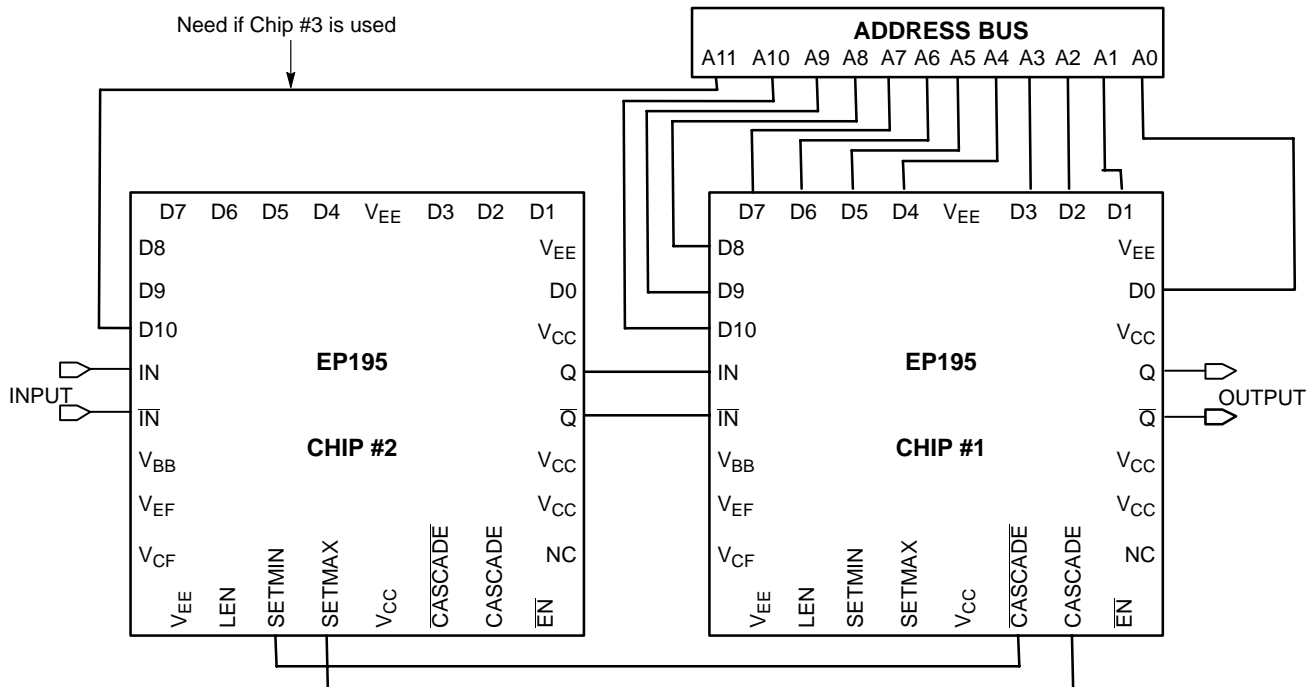 Need if Chip #3 is used
ADDRESS BUS
A11 A10 A9 A8 A7 A6 A5 A4 A3 A2 A1 A0
D7 D6 D5 D4 VEE D3 D2 D1
D8 VEE
D9 D0
D10 VCC
EP195
IN Q
INPUT
IN Q
CHIP #2
VBB VCC
VEF VCC
VCF NC
VEE LEN SETMIN SETMAX VCC CASCADE CASCADE EN
D7 D6 D5 D4 VEE D3 D2 D1
D8 VEE
D9 D0
D10 VCC
EP195
IN Q
OUTPUT
IN Q
CHIP #1
VBB VCC
VEF VCC
VCF NC
VEE LEN SETMIN SETMAX VCC CASCADE CASCADE EN